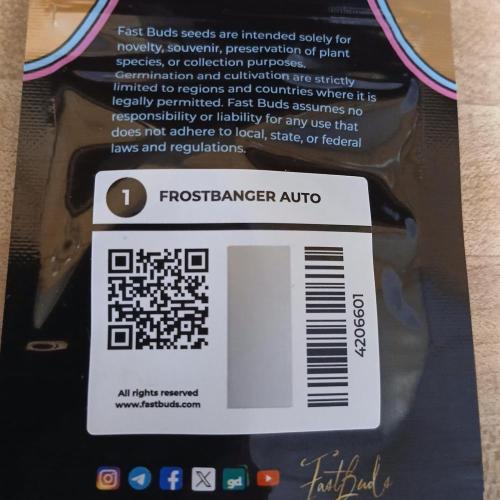 Fast Buds seeds are intended solely for
novelty, souvenir, preservation of plant
species, or collection purposes.
Germination and cultivation are strictly
limited to regions and countries where it is
legally permitted. Fast Buds assumes no
responsibility or liability for any use that
does not adhere to local, state, or federal
laws and regulations.
1 FROSTBANGER AUTO
4206601
All rights reserved
www.fastbuds.com
gd
FastBuds